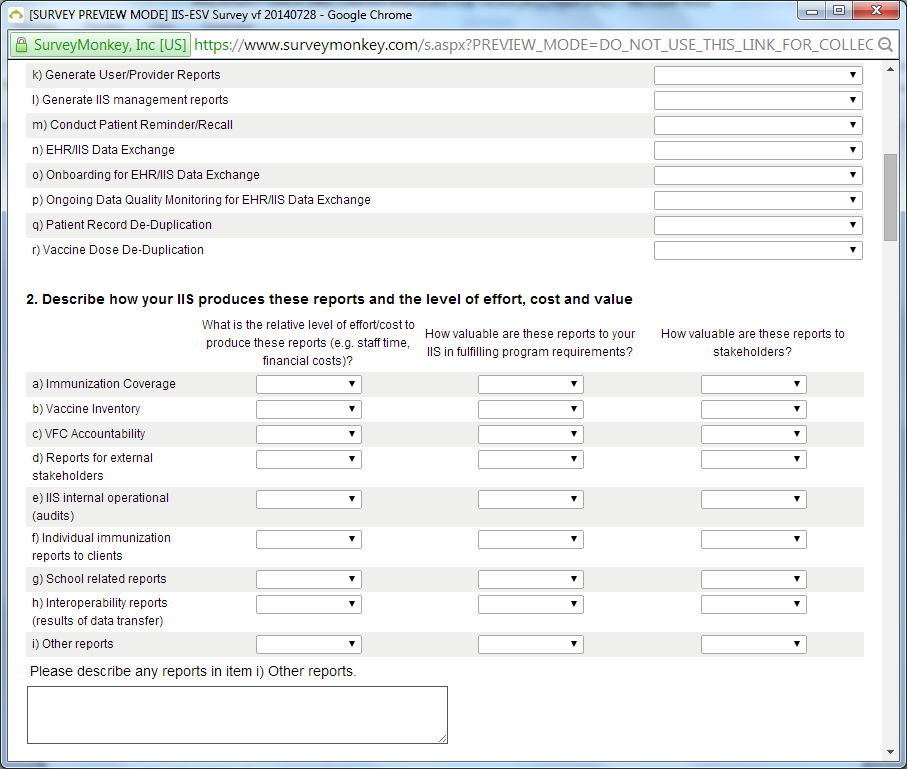 [SURVEY PREVIEW MODE] IIS-ESV Survey vf 20140728 - Google Chrome
SurveyMonkey, Inc [US] https://www.surveymonkey.com/s.aspx?PREVIEW_MODE=DO_NOT_USE_THIS_LINK_FOR_COLLEC
k) Generate User/Provider Reports
l) Generate IIS management reports
m) Conduct Patient Reminder/Recall
n) EHR/IIS Data Exchange
o) Onboarding for EHR/IIS Data Exchange
p) Ongoing Data Quality Monitoring for EHR/IIS Data Exchange
q) Patient Record De-Duplication
r) Vaccine Dose De-Duplication
2. Describe how your IIS produces these reports and the level of effort, cost and value
What is the relative level of effort/cost to
produce these reports (e.g. staff time,
financial costs)?
How valuable are these reports to your
IIS in fulfilling program requirements?
How valuable are these reports to
stakeholders?
a) Immunization Coverage
b) Vaccine Inventory
c) VFC Accountability
d) Reports for external
stakeholders
e) IIS internal operational
(audits)
f) Individual immunization
reports to clients
g) School related reports
h) Interoperability reports
(results of data transfer)
i) Other reports
Please describe any reports in item i) Other reports.